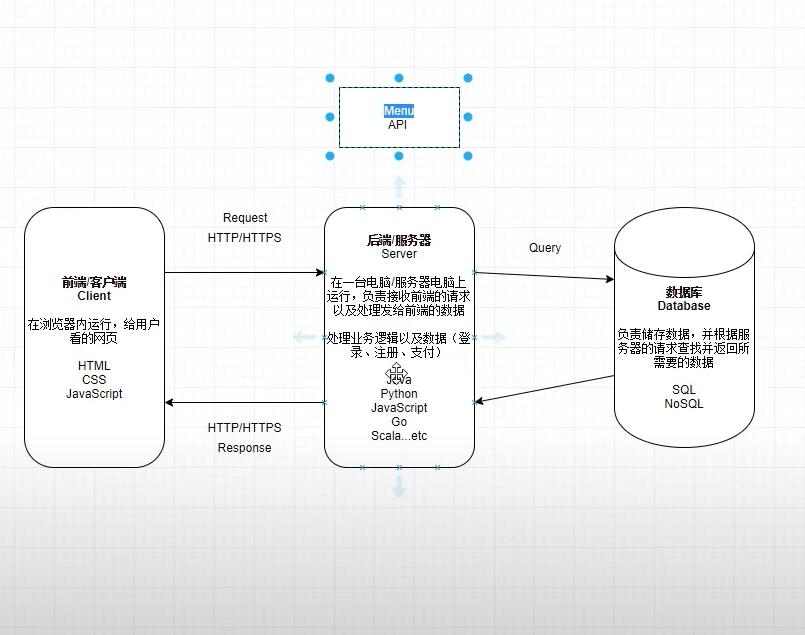 Menu
API
Request
HTTP/HTTPS
前端/客户端
Client
在浏览器内运行，给用户
看的网页
HTML
CSS
JavaScript
后端/服务器
Server
在一台电脑/服务器电脑上
运行，负责接收前端的请求
以及处理发给前端的数据
处理业务逻辑以及数据（登
录、注册、支付）
Java
Python
JavaScript
Go
Scala...etc
Query
数据库
Database
负责储存数据，并根据服
务器的请求查找并返回所
需要的数据
SQL
NoSQL
HTTP/HTTPS
Response